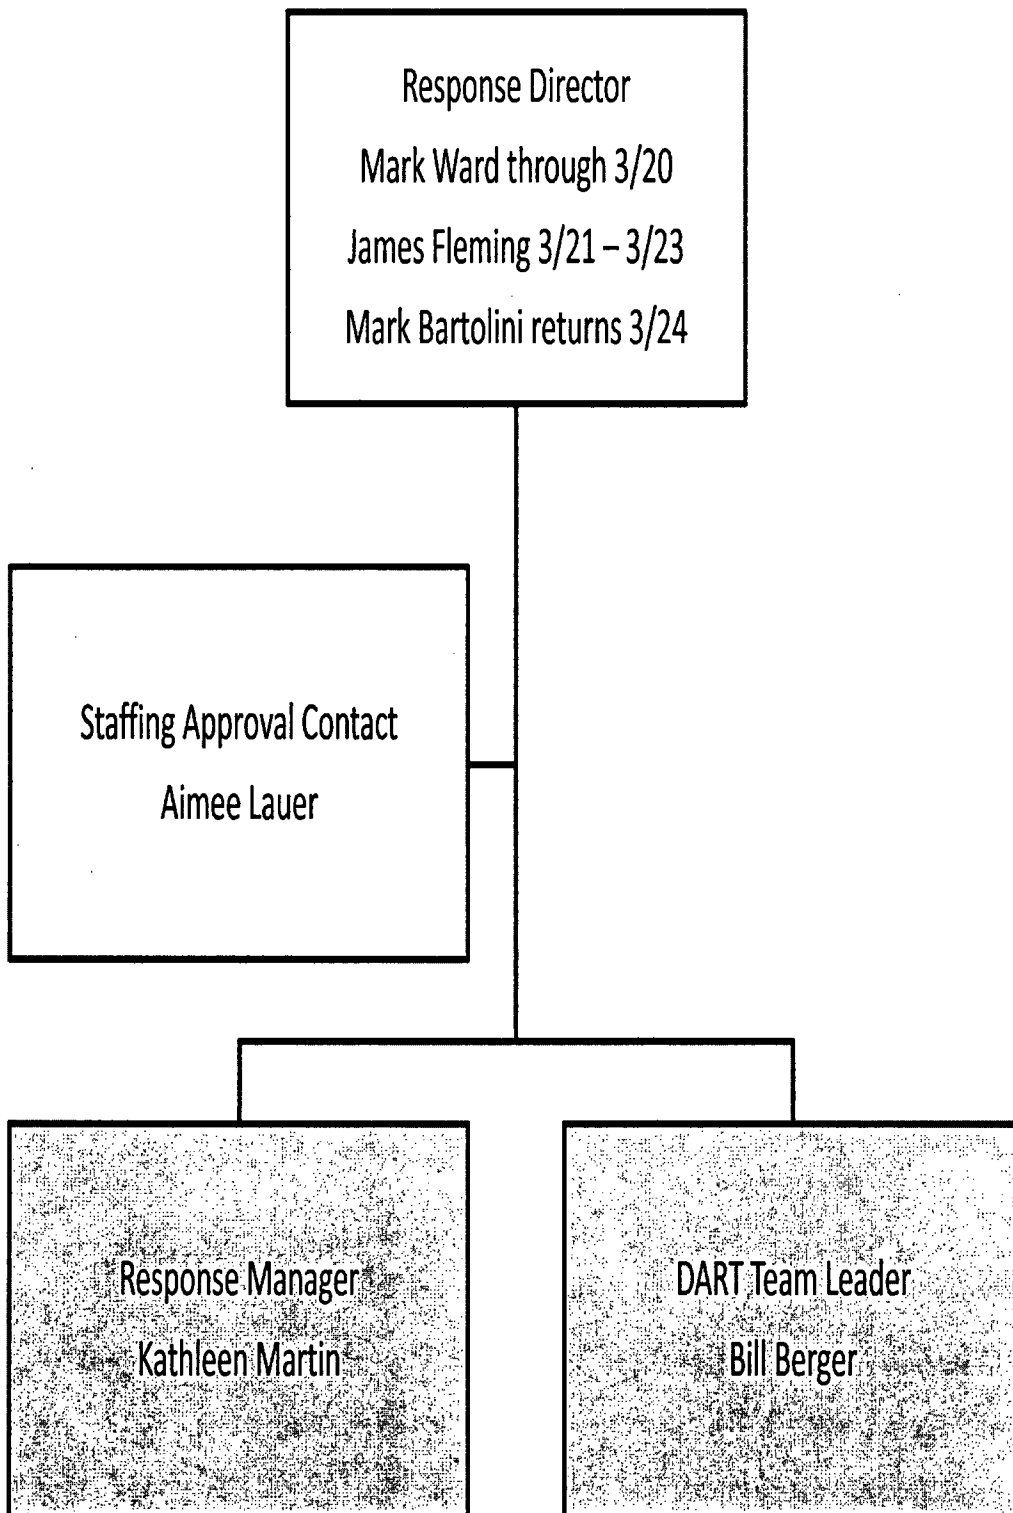 Response Director
Mark Ward through 3/20
James Fleming 3/21 – 3/23
Mark Bartolini returns 3/24
Staffing Approval Contact
Aimee Lauer
Response Manager
Kathleen Martin
DART Team Leader
Bill Berger